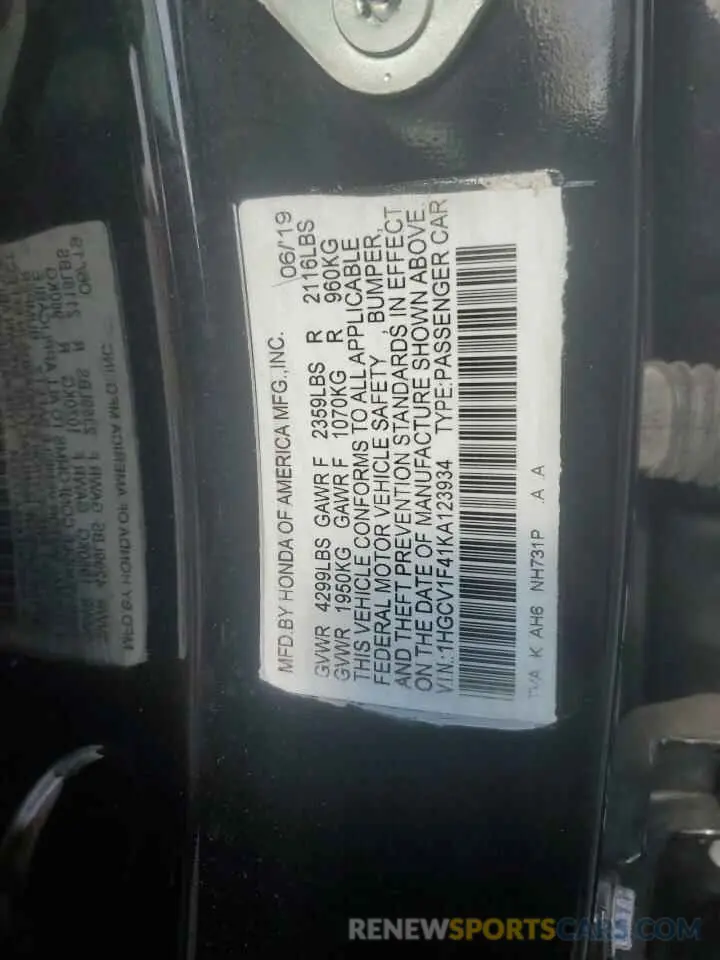 MFD.BY HONDA OF AMERICA MFG.,INC. 06/19
GVWR 4299LBS GAWR F 2359LBS R 2116LBS
GVWR 1950KG GAWR F 1070KG R 960KG
THIS VEHICLE CONFORMS TO ALL APPLICABLE
FEDERAL MOTOR VEHICLE SAFETY , BUMPER,
AND THEFT PREVENTION STANDARDS IN EFFECT
ON THE DATE OF MANUFACTURE SHOWN ABOVE.
V.I.N.:1HGCV1F41KA123934 TYPE:PASSENGER CAR
TVA K AH6 NH731P A A
RENEWSPORTSCARS.COM